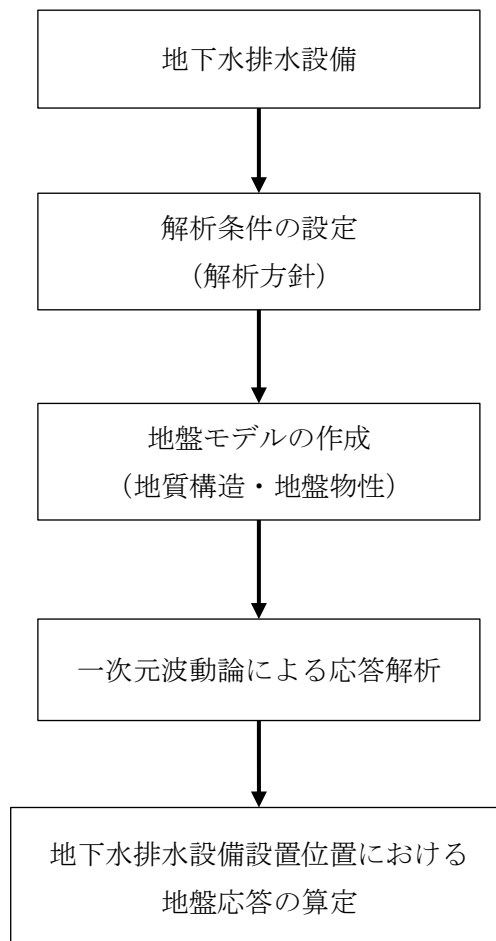 地下水排水設備
解析条件の設定
（解析方針）
地盤モデルの作成
（地質構造・地盤物性）
一次元波動論による応答解析
地下水排水設備設置位置における
地盤応答の算定